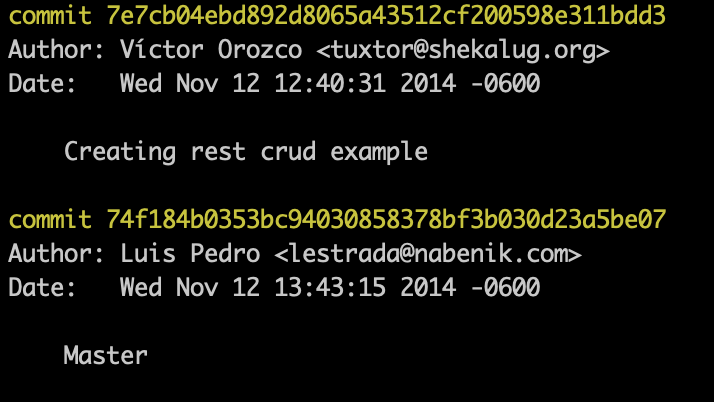 commit 7e7cb04ebd892d8065a43512cf200598e311bdd3
Author: Víctor Orozco <tuxtor@shekalug.org>
Date:   Wed Nov 12 12:40:31 2014 -0600
    Creating rest crud example
commit 74f184b0353bc94030858378bf3b030d23a5be07
Author: Luis Pedro <lestrada@nabenik.com>
Date:   Wed Nov 12 13:43:15 2014 -0600
    Master